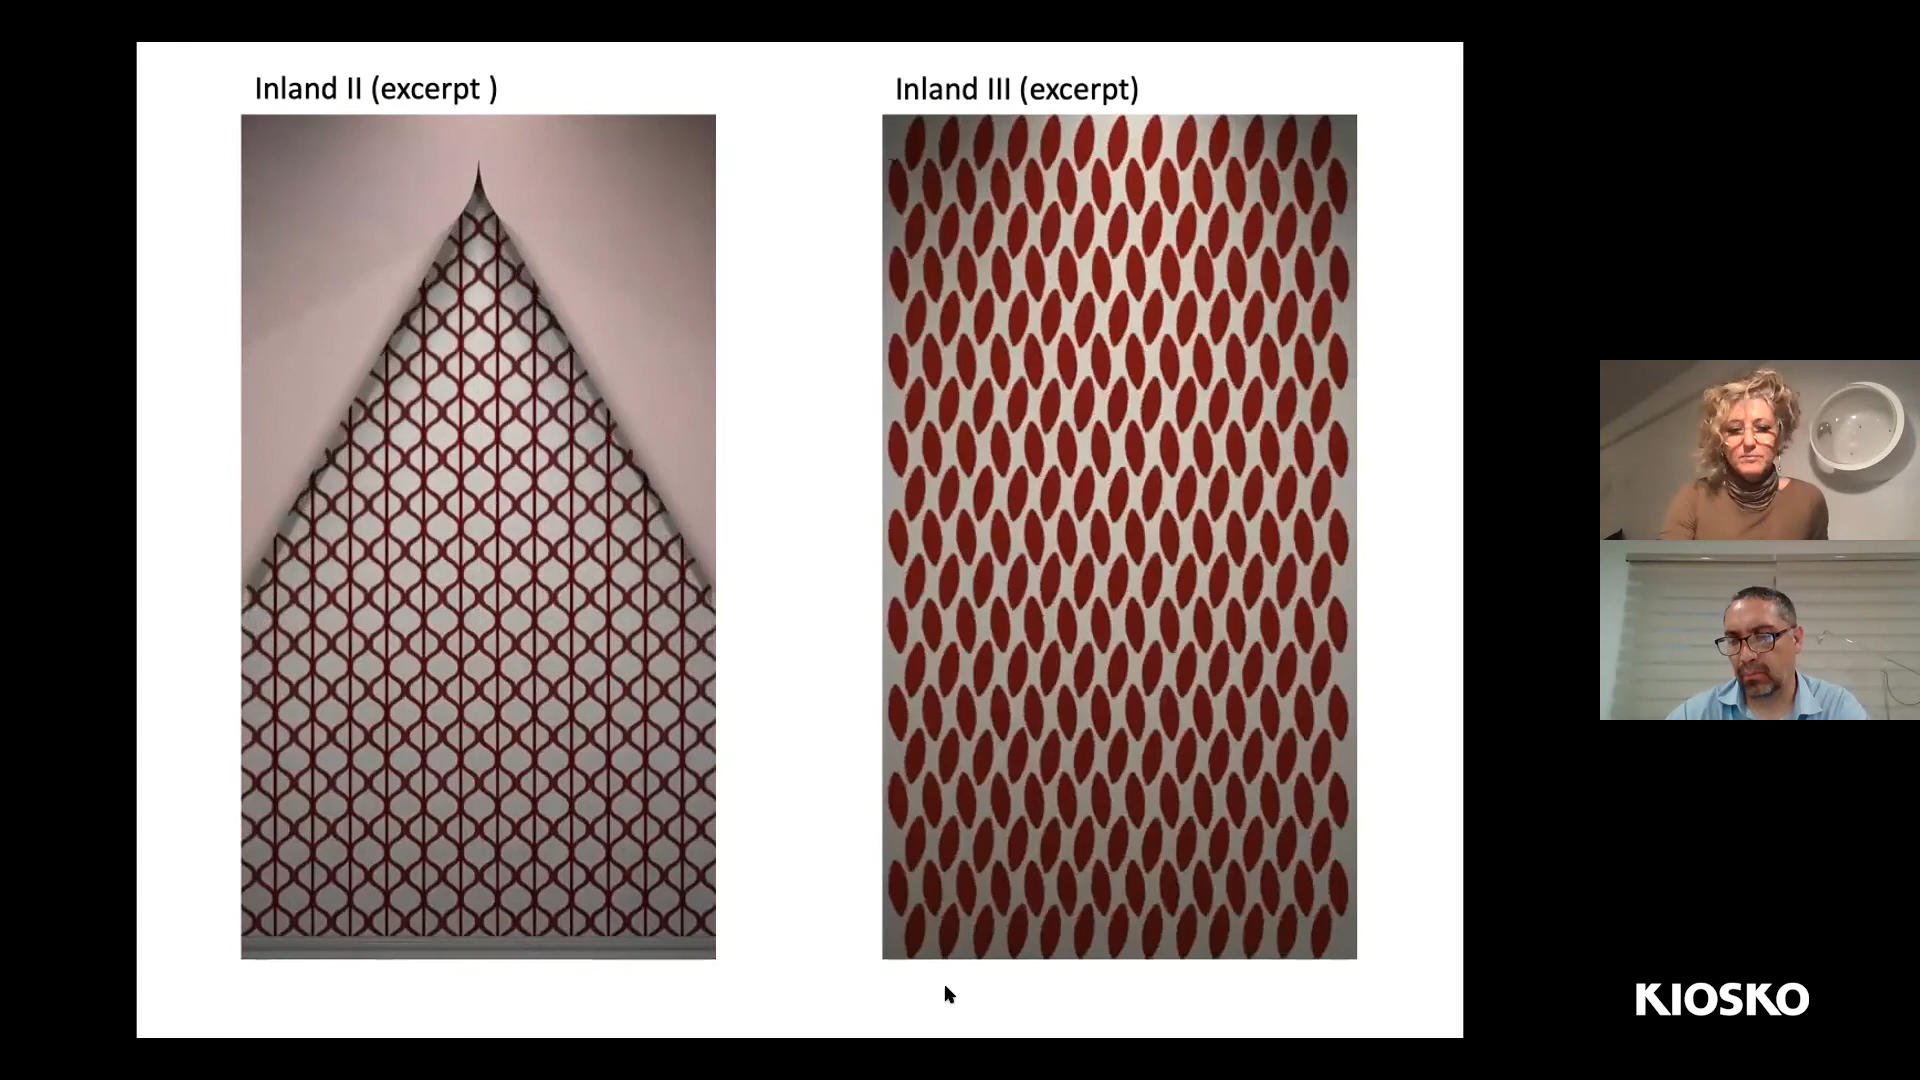 Inland II (excerpt )
Inland III (excerpt)
KIOSKO